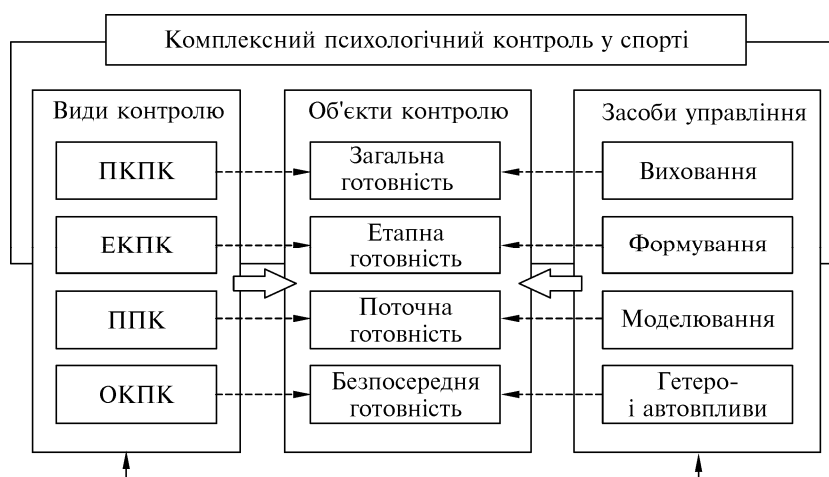 Комплексний психологічний контроль у спорті
Види контролю
ПКПК
ЕКПК
ППК
ОКПК
Об'єкти контролю
Загальна
готовність
Етапна
готовність
Поточна
готовність
Безпосередня
готовність
Засоби управління
Виховання
Формування
Моделювання
Гетеро-
і автовпливи